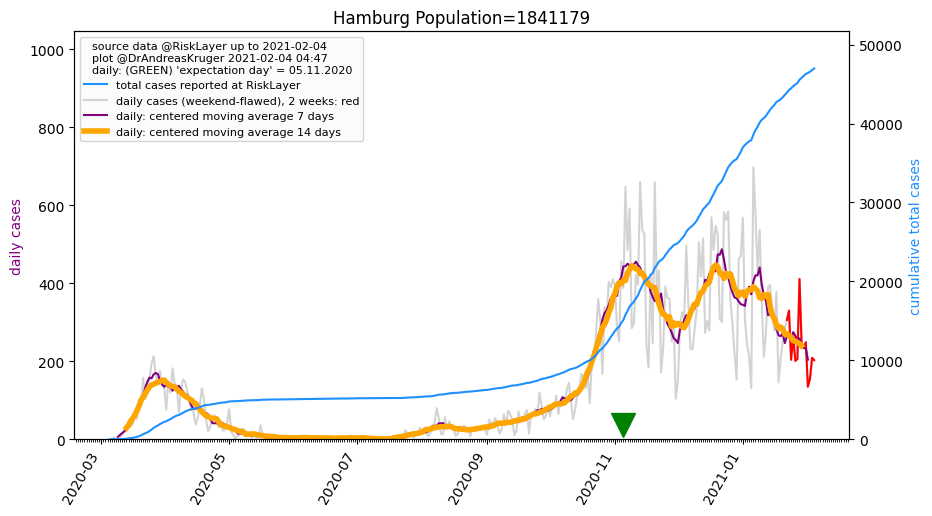 Hamburg Population=1841179
source data @RiskLayer up to 2021-02-04
plot @DrAndreasKruger 2021-02-04 04:47
daily: (GREEN) 'expectation day' = 05.11.2020
total cases reported at RiskLayer
daily cases (weekend-flawed), 2 weeks: red
daily: centered moving average 7 days
daily: centered moving average 14 days
daily cases
1000
800
600
400
200
0
50000
40000
30000
20000
10000
0
cumulative total cases
2020-03
2020-05
2020-07
2020-09
2020-11
2021-01